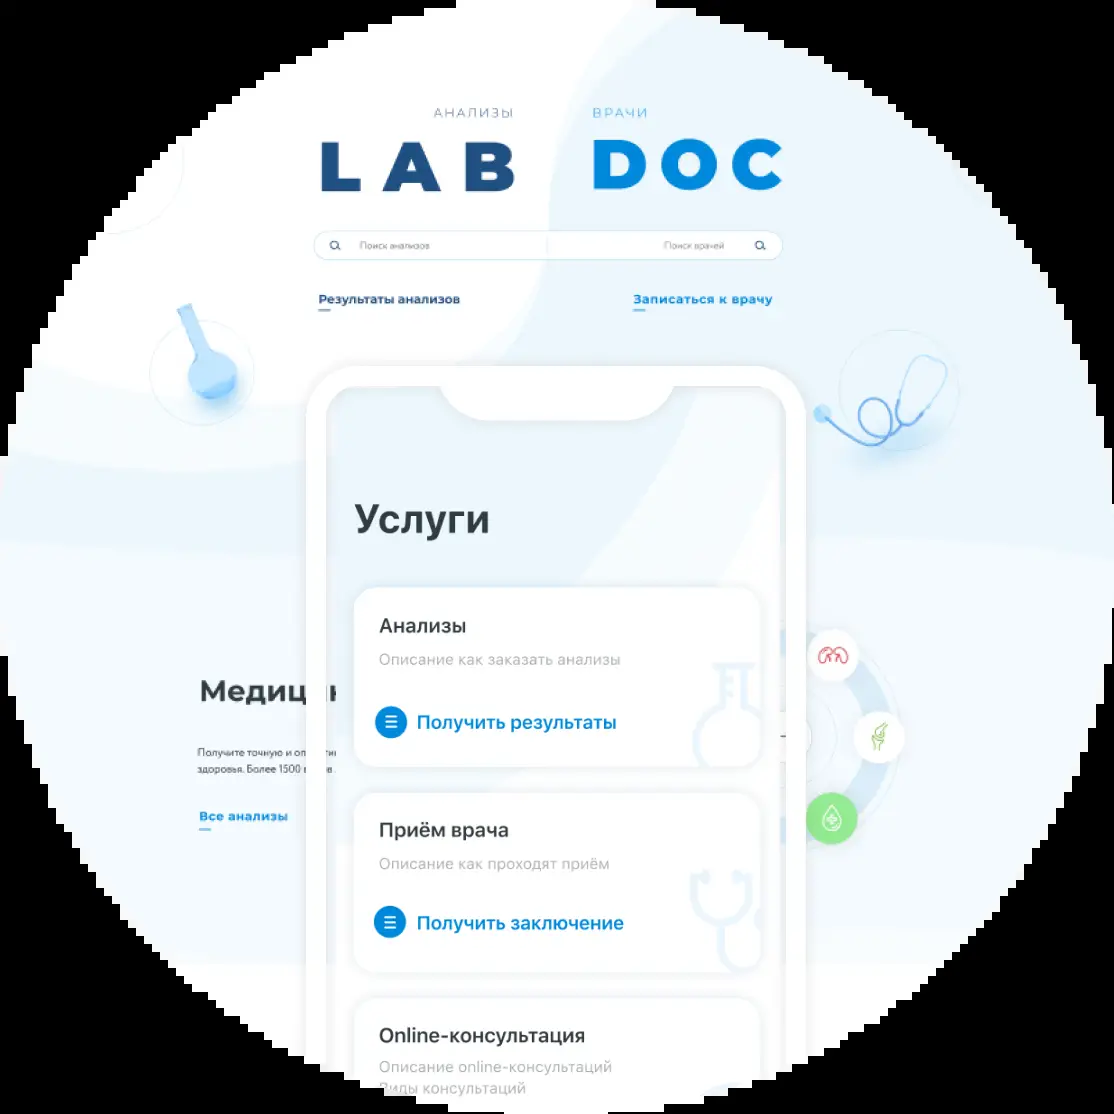 АНАЛИЗЫ
ВРАЧИ
LAB
DOC
Поиск анализов
Поиск врачей
Результаты анализов
Записаться к врачу
Услуги
Анализы
Описание как заказать анализы
Получить результаты
Приём врача
Описание как проходят приём
Получить заключение
Online-консультация
Описание online-консультаций
Виды консультаций
Получите точную и
здоровья. Более 1500
Все анализы